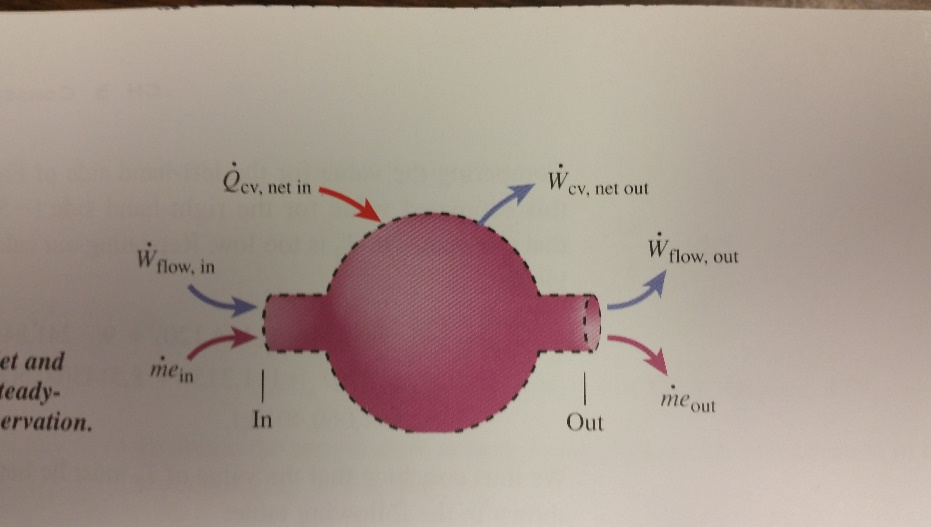 Q̇cv, net in
Ẇcv, net out
Ẇflow, in
Ẇflow, out
ṁein
ṁeout
In
Out
et and
teady-
ervation.